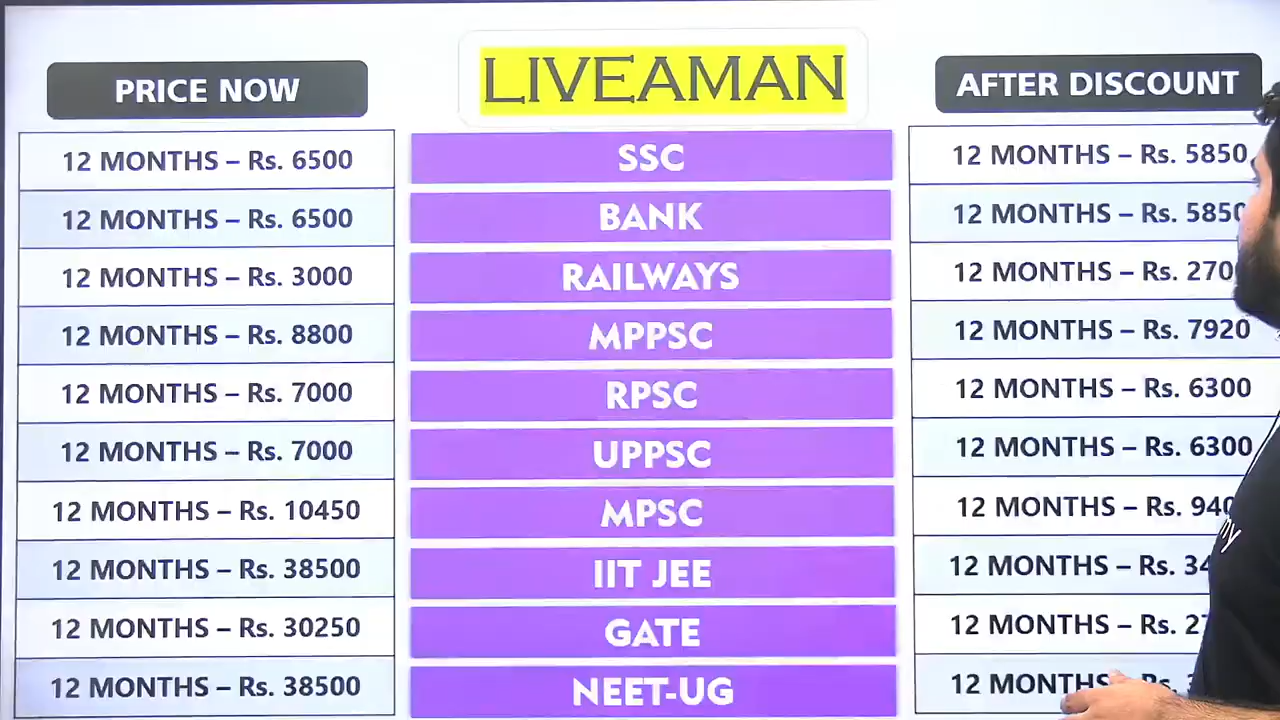 PRICE NOW LIVEAMAN AFTER DISCOUNT
12 MONTHS – Rs. 6500 SSC 12 MONTHS – Rs. 5850
12 MONTHS – Rs. 6500 BANK 12 MONTHS – Rs. 5850
12 MONTHS – Rs. 3000 RAILWAYS 12 MONTHS – Rs.
12 MONTHS – Rs. 8800 MPPSC 12 MONTHS – Rs. 7920
12 MONTHS – Rs. 7000 RPSC 12 MONTHS – Rs. 6300
12 MONTHS – Rs. 7000 UPPSC 12 MONTHS – Rs. 6300
12 MONTHS – Rs. 10450 MPSC 12 MONTHS – Rs.
12 MONTHS – Rs. 38500 IIT JEE 12 MONTHS – Rs.
12 MONTHS – Rs. 30250 GATE 12 MONTHS – Rs.
12 MONTHS – Rs. 38500 NEET-UG 12 MONTHS